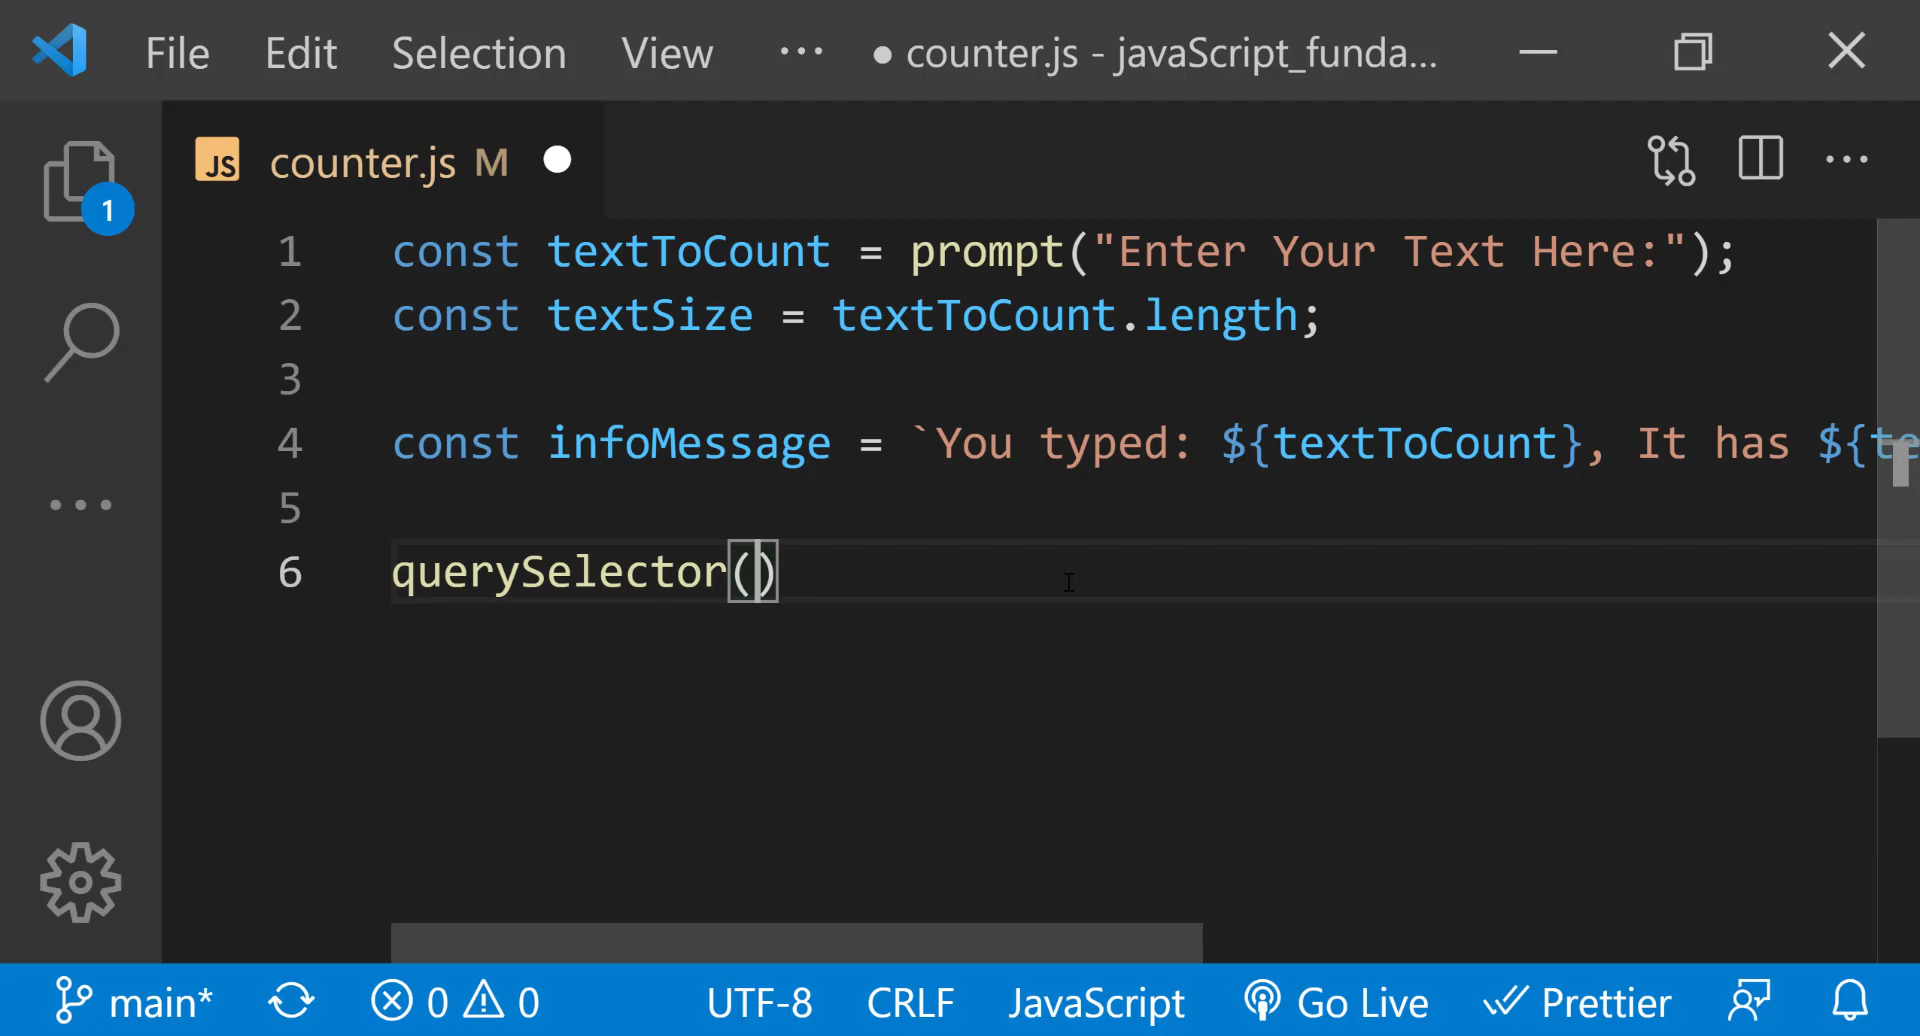 File Edit Selection View ··· ● counter.js - javaScript_funda...
JS counter.js M
1
1 const textToCount = prompt("Enter Your Text Here:");
2 const textSize = textToCount.length;
3
4 const infoMessage = `You typed: ${textToCount}, It has ${te
5
6 querySelector()
main* 0 0 UTF-8 CRLF JavaScript Go Live Prettier